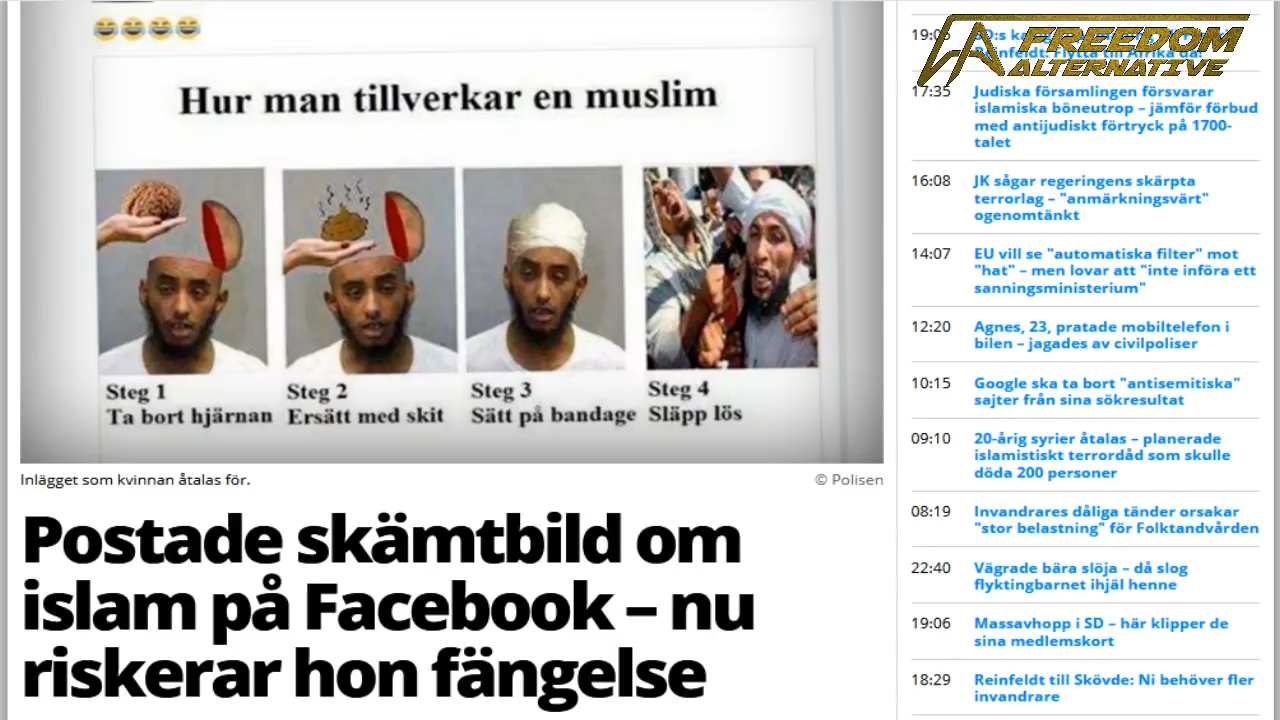 Hur man tillverkar en muslim
Steg 1
Ta bort hjärnan
Steg 2
Ersätt med skit
Steg 3
Sätt på bandage
Steg 4
Släpp lös
Inlägget som kvinnan åtalas för.
© Polisen
Postade skämtbild om
islam på Facebook – nu
riskerar hon fängelse
FREEDOM
ALTERNATIVE
Reinfeldt: Flytta till Afrika då!
17:35
Judiska församlingen försvarar
islamiska böneutrop – jämför förbud
med antijudiskt förtryck på 1700-
talet
16:08
JK sågar regeringens skärpta
terrorlag – "anmärkningsvärt"
ogenomtänkt
14:07
EU vill se "automatiska filter" mot
"hat" – men lovar att "inte införa ett
sanningsministerium"
12:20
Agnes, 23, pratade mobiltelefon i
bilen – jagades av civilpoliser
10:15
Google ska ta bort "antisemitiska"
sajter från sina sökresultat
09:10
20-årig syrier åtalas – planerade
islamistiskt terrordåd som skulle
döda 200 personer
08:19
Invandrares dåliga tänder orsakar
"stor belastning" för Folktandvården
22:40
Vägrade bära slöja – då slog
flyktingbarnet ihjäl henne
19:06
Massavhopp i SD – här klipper de
sina medlemskort
18:29
Reinfeldt till Skövde: Ni behöver fler
invandrare